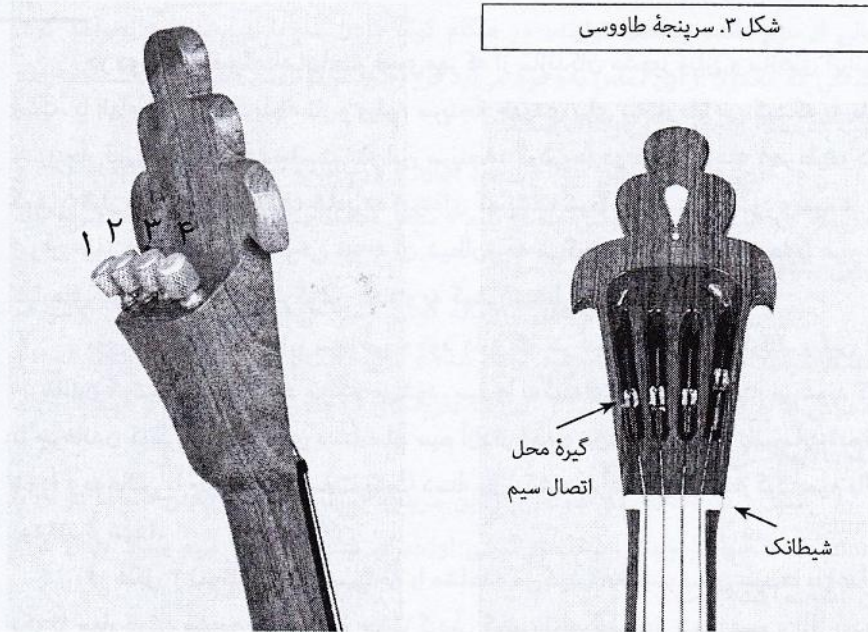 شکل ۳. سرپنجهٔ طاووسی
۱ ۲ ۳ ۴
گیرهٔ محل
اتصال سیم
شیطانک